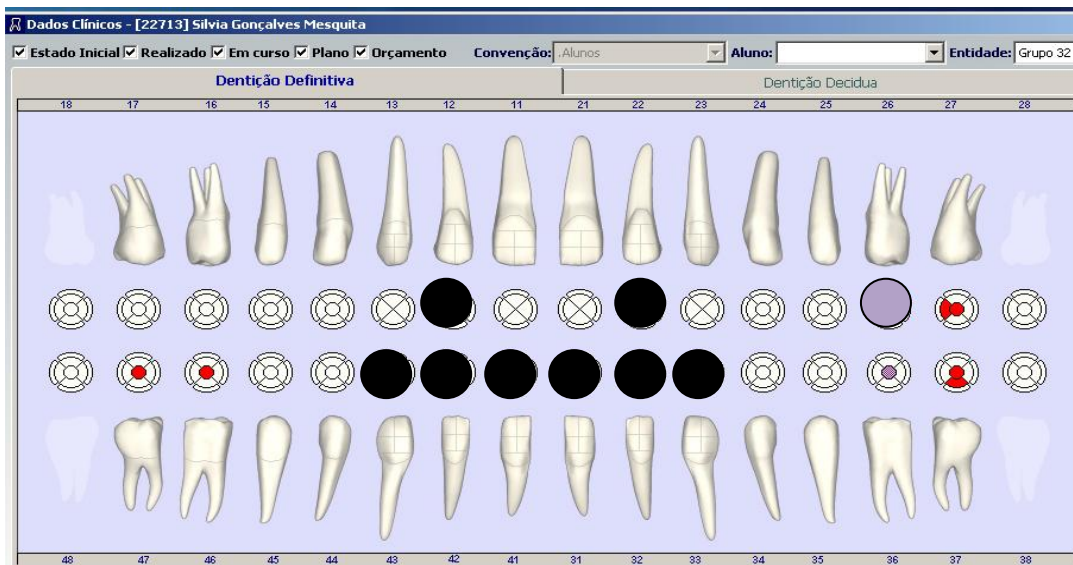 Dados Clínicos - [22713] Silvia Gonçalves Mesquita
Estado Inicial Realizado Em curso Plano Orçamento Convenção: .Alunos Aluno: Entidade: Grupo 32
Dentição Definitiva Dentição Decidua
18 17 16 15 14 13 12 11 21 22 23 24 25 26 27 28
48 47 46 45 44 43 42 41 31 32 33 34 35 36 37 38